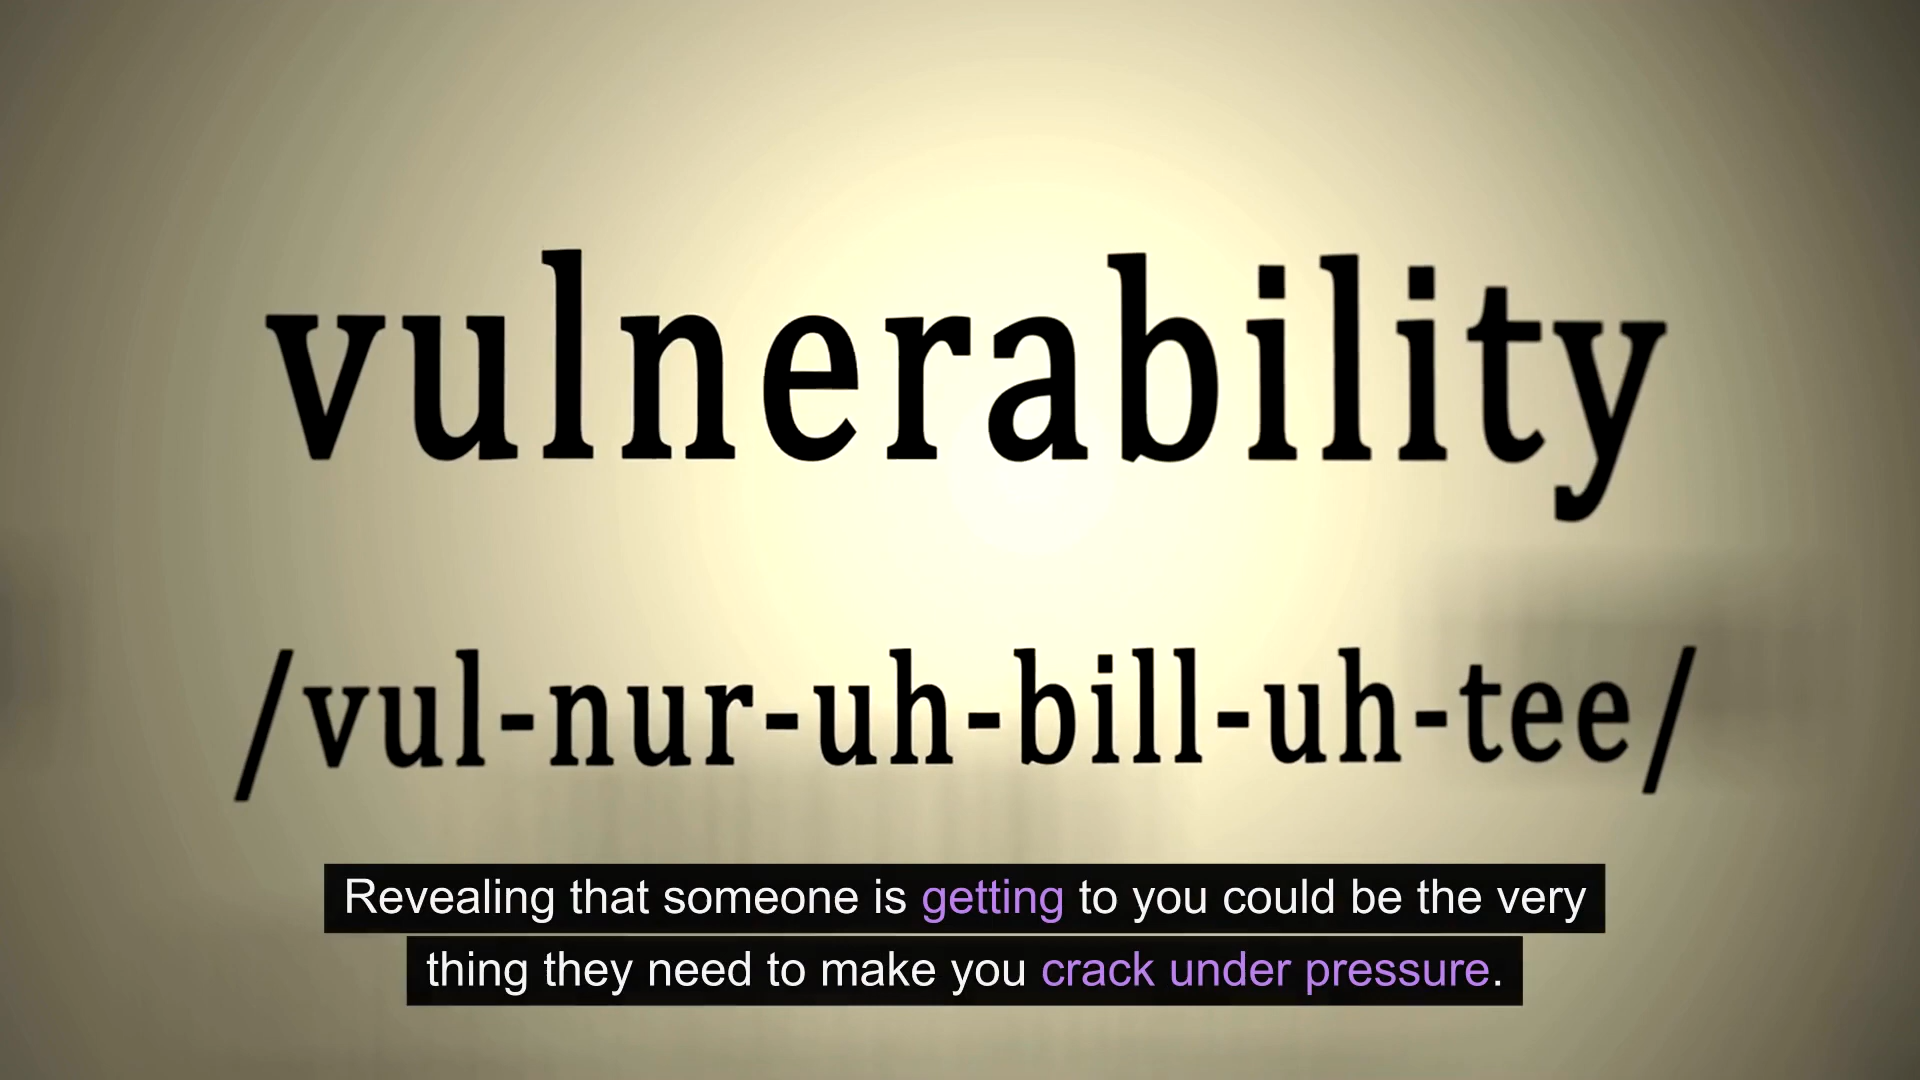 vulnerability
/vul-nur-uh-bill-uh-tee/
Revealing that someone is getting to you could be the very
thing they need to make you crack under pressure.